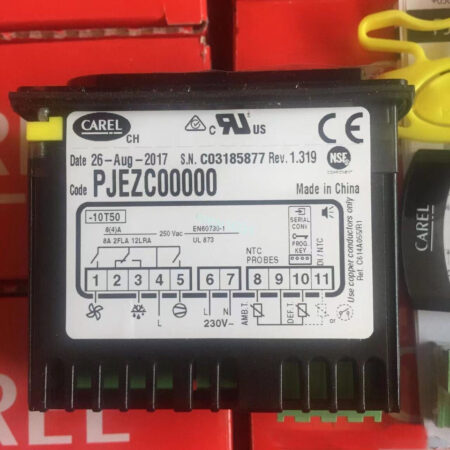 CAREL
CH
c UL US
CE
Date 26-Aug-2017 S.N. C03185877 Rev. 1.319
NSF
COMPONENT
Code PJEZC00000
Made in China
-10T50
8A 2FLA 12LRA
250 Vac
EN60730-1
UL 873
SERIAL CONN
PROG. KEY
DI / NTC
NTC
PROBES
1 2 3 4 5 6 7 8 9 10 11
L
L N
230V~
AMB.T.
DEF.T.
Use copper conductors only
CAREL